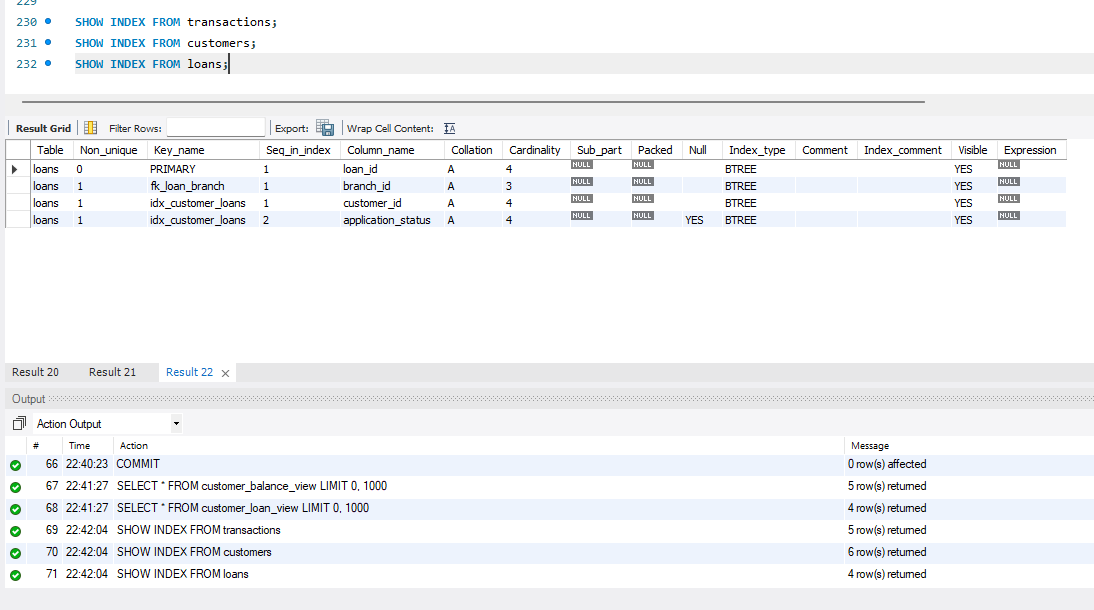 229
230 SHOW INDEX FROM transactions;
231 SHOW INDEX FROM customers;
232 SHOW INDEX FROM loans;
Result Grid Filter Rows: Export: Wrap Cell Content: IA
Table Non_unique Key_name Seq_in_index Column_name Collation Cardinality Sub_part Packed Null Index_type Comment Index_comment Visible Expression
loans 0 PRIMARY 1 loan_id A 4 NULL NULL BTREE YES NULL
loans 1 fk_loan_branch 1 branch_id A 3 NULL NULL BTREE YES NULL
loans 1 idx_customer_loans 1 customer_id A 4 NULL NULL BTREE YES NULL
loans 1 idx_customer_loans 2 application_status A 4 NULL NULL YES BTREE YES NULL
Result 20 Result 21 Result 22
Output
Action Output
# Time Action Message
66 22:40:23 COMMIT 0 row(s) affected
67 22:41:27 SELECT * FROM customer_balance_view LIMIT 0, 1000 5 row(s) returned
68 22:41:27 SELECT * FROM customer_loan_view LIMIT 0, 1000 4 row(s) returned
69 22:42:04 SHOW INDEX FROM transactions 5 row(s) returned
70 22:42:04 SHOW INDEX FROM customers 6 row(s) returned
71 22:42:04 SHOW INDEX FROM loans 4 row(s) returned